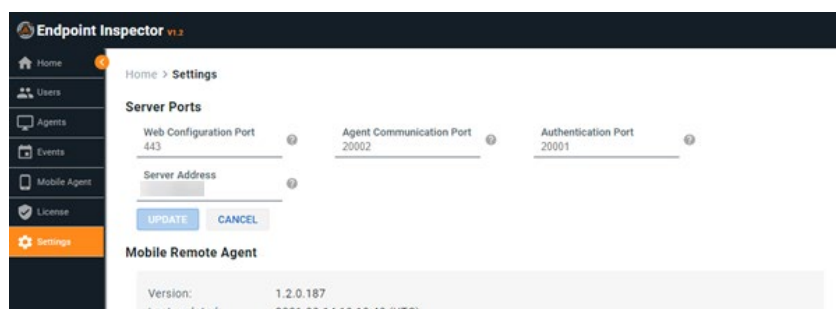 Endpoint Inspector V1.2
Home
Users
Agents
Events
Mobile Agent
License
Settings
Home > Settings
Server Ports
Web Configuration Port
443
Agent Communication Port
20002
Authentication Port
20001
Server Address
UPDATE CANCEL
Mobile Remote Agent
Version: 1.2.0.187